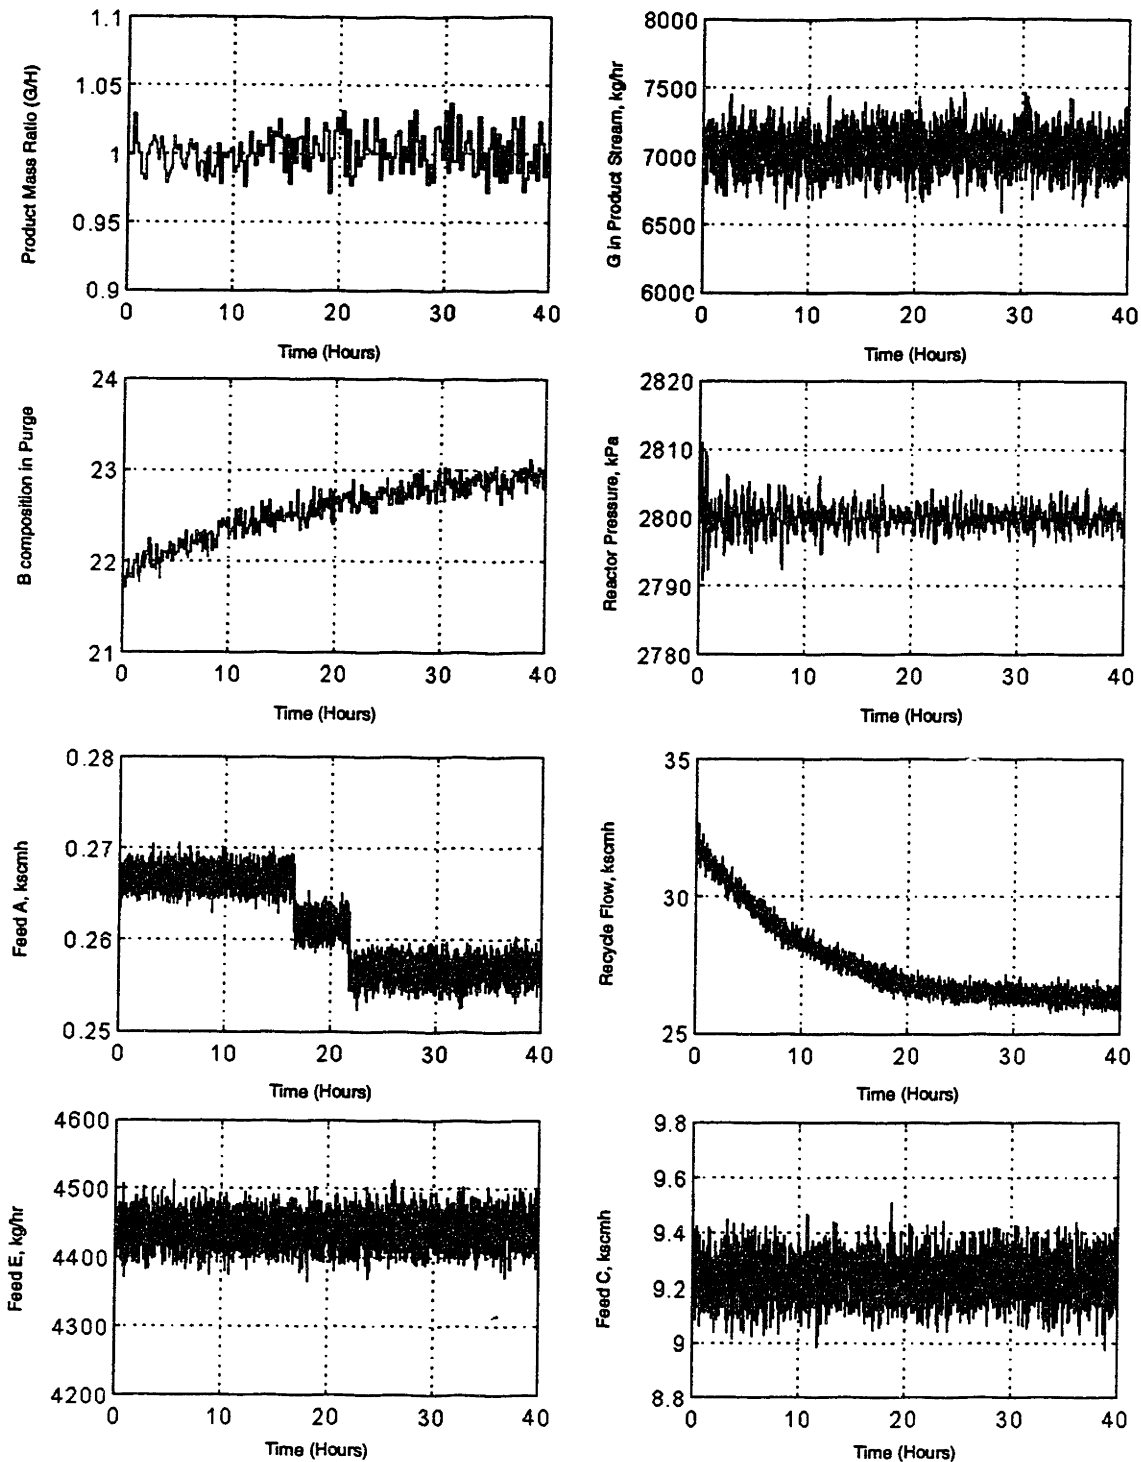 Product Mass Ratio (G/H)
1.1
1.05
1
0.95
0.9
0 10 20 30 40
Time (Hours)
G in Product Stream, kg/hr
8000
7500
7000
6500
6000
0 10 20 30 40
Time (Hours)
B composition in Purge
24
23
22
21
0 10 20 30 40
Time (Hours)
Reactor Pressure, kPa
2820
2810
2800
2790
2780
0 10 20 30 40
Time (Hours)
Feed A, kscmh
0.28
0.27
0.26
0.25
0 10 20 30 40
Time (Hours)
Recycle Flow, kscmh
35
30
25
0 10 20 30 40
Time (Hours)
Feed E, kg/hr
4600
4500
4400
4300
4200
0 10 20 30 40
Time (Hours)
Feed C, kscmh
9.8
9.6
9.4
9.2
9
8.8
0 10 20 30 40
Time (Hours)